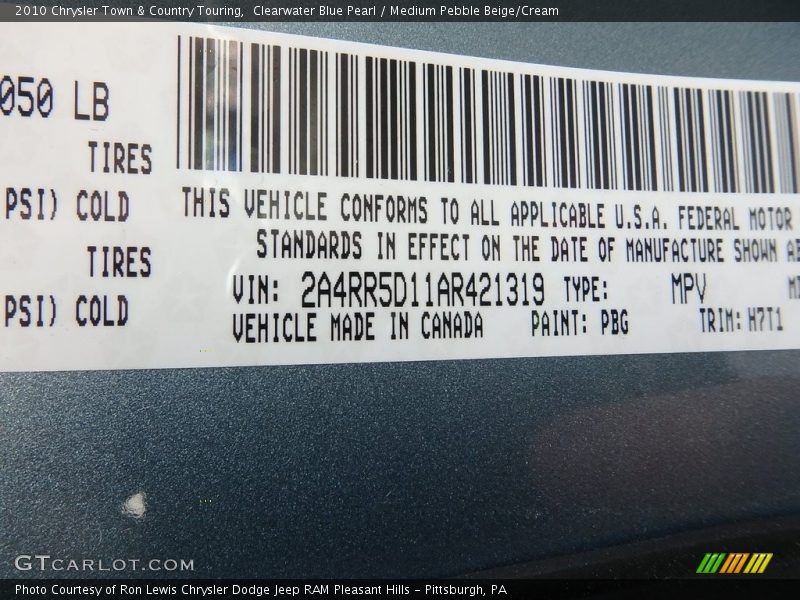 2010 Chrysler Town & Country Touring,  Clearwater Blue Pearl / Medium Pebble Beige/Cream
050 LB
TIRES
PSI) COLD
TIRES
PSI) COLD
THIS VEHICLE CONFORMS TO ALL APPLICABLE U.S.A. FEDERAL MOTOR
STANDARDS IN EFFECT ON THE DATE OF MANUFACTURE SHOWN AB
VIN: 2A4RR5D11AR421319 TYPE: MPV
VEHICLE MADE IN CANADA PAINT: PBG TRIM: H7T1
GTCARLOT.COM
Photo Courtesy of Ron Lewis Chrysler Dodge Jeep RAM Pleasant Hills - Pittsburgh, PA